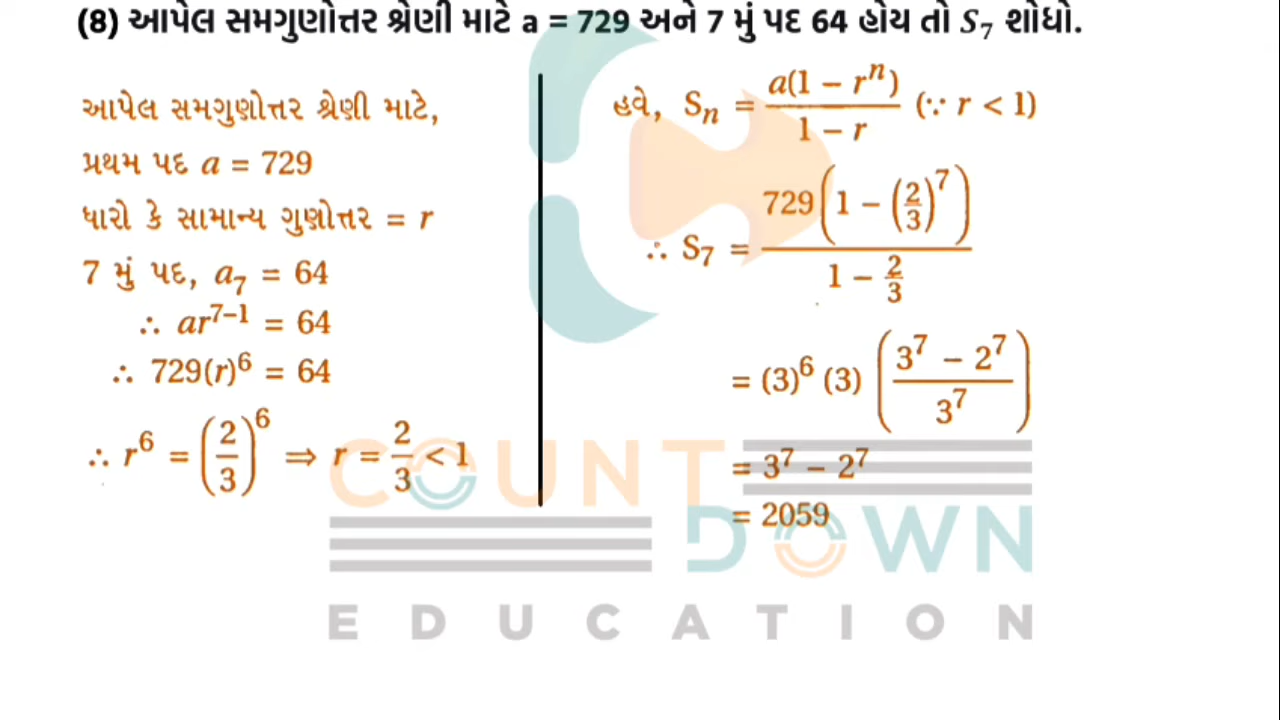 (8) આપેલ સમગુણોત્તર શ્રેણી માટે a = 729 અને 7 મું પદ 64 હોય તો S₇ શોધો.
આપેલ સમગુણોત્તર શ્રેણી માટે,
પ્રથમ પદ a = 729
ધારો કે સામાન્ય ગુણોત્તર = r
7 મું પદ, a₇ = 64
∴ ar⁷⁻¹ = 64
∴ 729(r)⁶ = 64
∴ r⁶ = (2/3)⁶ ⇒ r = 2/3 < 1
હવે, Sₙ = a(1 − rⁿ)/1 − r (∵ r < 1)
∴ S₇ = 729(1 − (2/3)⁷)/1 − 2/3
= (3)⁶ (3) (3⁷ − 2⁷/3⁷)
= 3⁷ − 2⁷
= 2059
COUNT
DOWN
EDUCATION